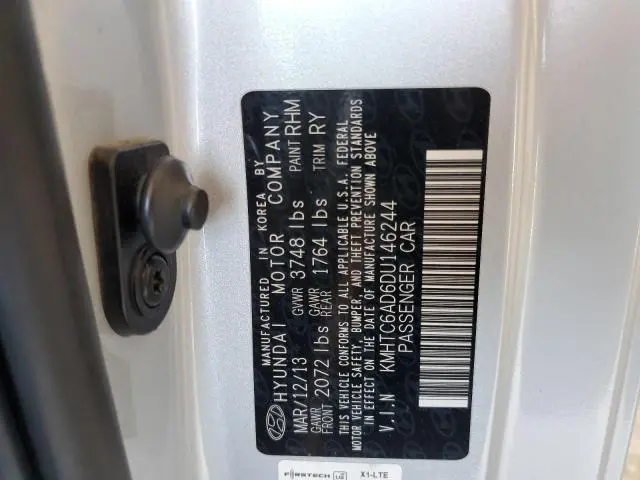 MANUFACTURED IN KOREA BY
HYUNDAI MOTOR COMPANY
MAR/12/13 GVWR 3748 lbs PAINT RHM
GAWR FRONT 2072 lbs GAWR REAR 1764 lbs TRIM RY
THIS VEHICLE CONFORMS TO ALL APPLICABLE U.S.A. FEDERAL
MOTOR VEHICLE SAFETY, BUMPER, AND THEFT PREVENTION STANDARDS
IN EFFECT ON THE DATE OF MANUFACTURE SHOWN ABOVE
V.I.N KMHTC6AD6DU146244
PASSENGER CAR
FIRSTECH X1-LTE